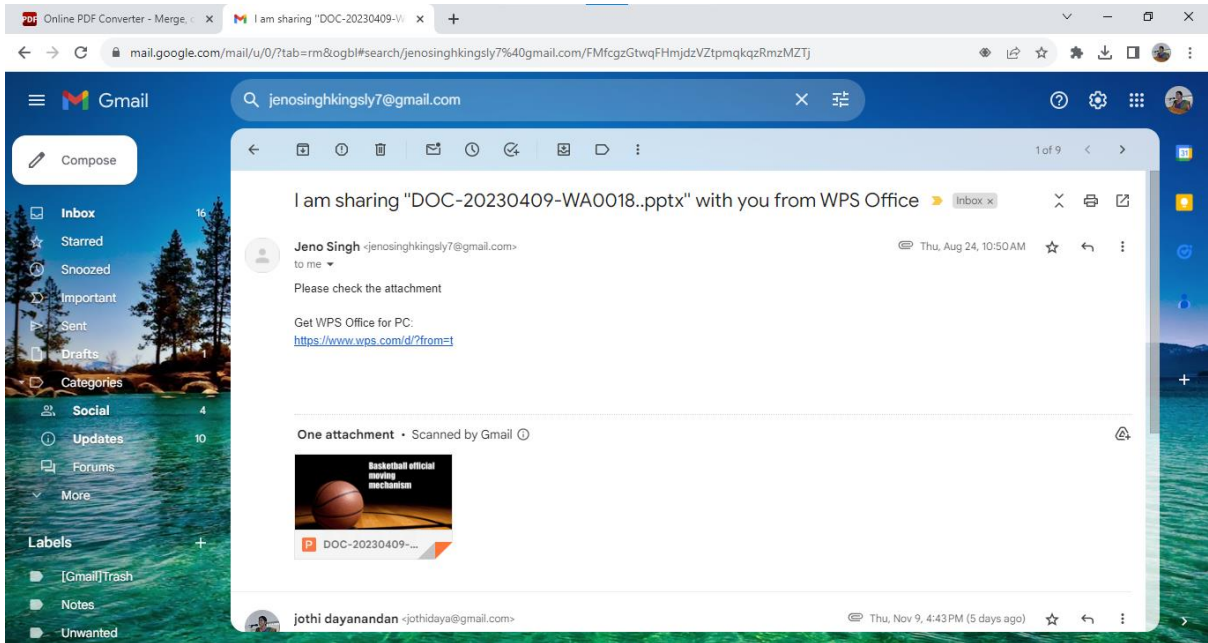 PDF Online PDF Converter - Merge, c
I am sharing "DOC-20230409-W
mail.google.com/mail/u/0/?tab=rm&ogbl#search/jenosinghkingsly7%40gmail.com/FMfcgzGtwqFHmjdzVZtpmqkqzRmzMZTj
Gmail
jenosinghkingsly7@gmail.com
Compose
1 of 9
Inbox 16
Starred
Snoozed
Important
Sent
Drafts 1
Categories
Social 4
Updates 10
Forums
More
Labels
[Gmail]Trash
Notes
Unwanted
I am sharing "DOC-20230409-WA0018..pptx" with you from WPS Office Inbox x
Jeno Singh <jenosinghkingsly7@gmail.com> Thu, Aug 24, 10:50 AM
to me
Please check the attachment
Get WPS Office for PC:
https://www.wps.com/d/?from=t
One attachment • Scanned by Gmail
Basketball official
moving
mechanism
P DOC-20230409-...
jothi dayanandan <jothidaya@gmail.com> Thu, Nov 9, 4:43 PM (5 days ago)
31